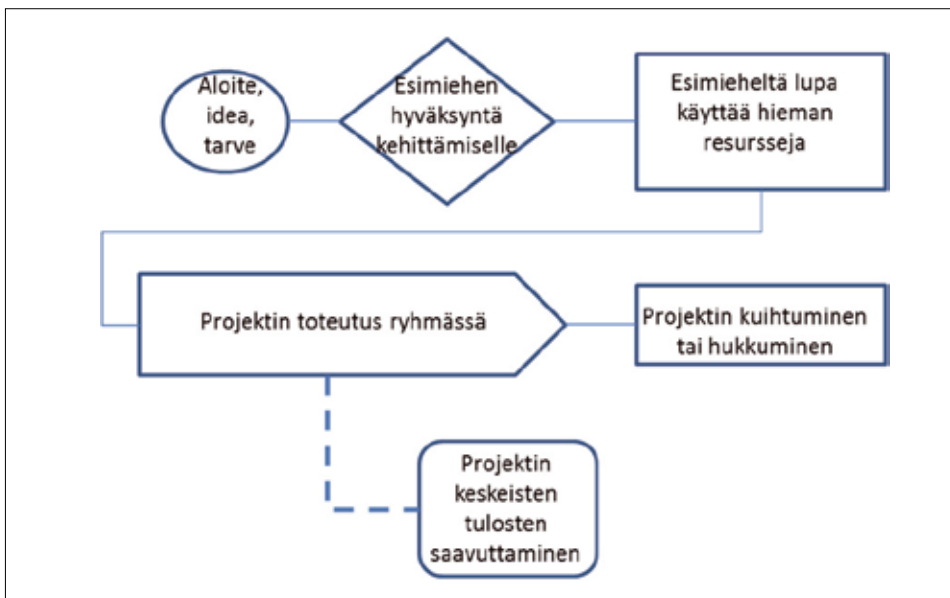 Aloite,
idea,
tarve
Esimiehen
hyväksyntä
kehittämiselle
Esimieheltä lupa
käyttää hieman
resursseja
Projektin toteutus ryhmässä
Projektin kuihtuminen
tai hukkuminen
Projektin
keskeisten
tulosten
saavuttaminen